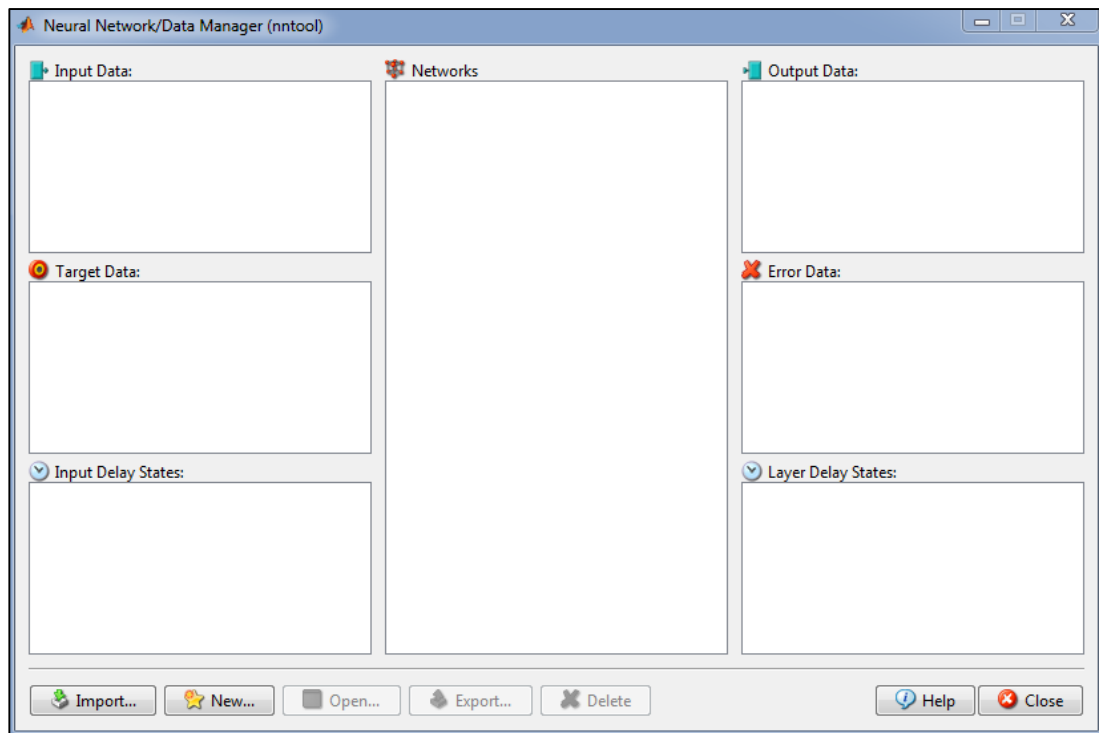 Neural Network/Data Manager (nntool)
Input Data:
Networks
Output Data:
Target Data:
Error Data:
Input Delay States:
Layer Delay States:
Import...
New...
Open...
Export...
Delete
Help
Close